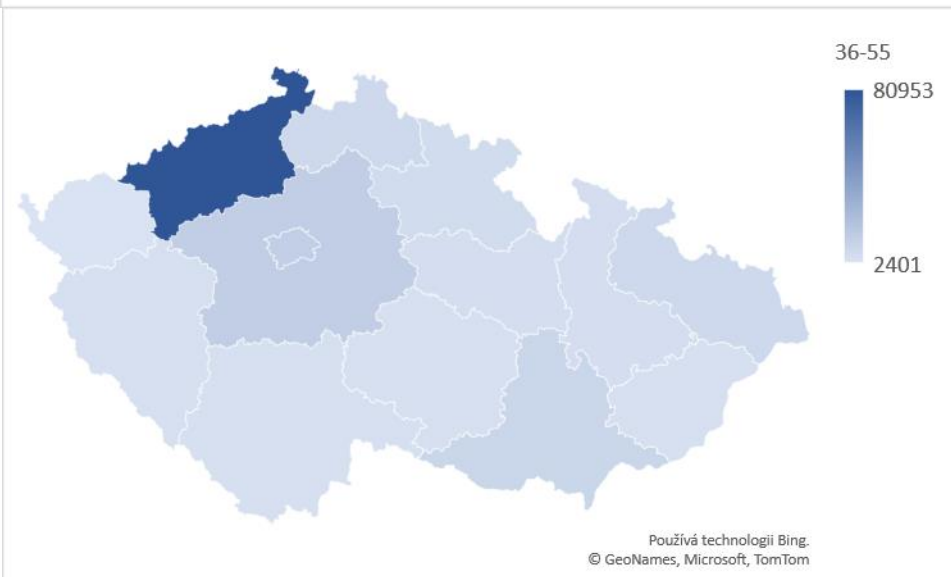 36-55
80953
2401
Používá technologii Bing.
© GeoNames, Microsoft, TomTom